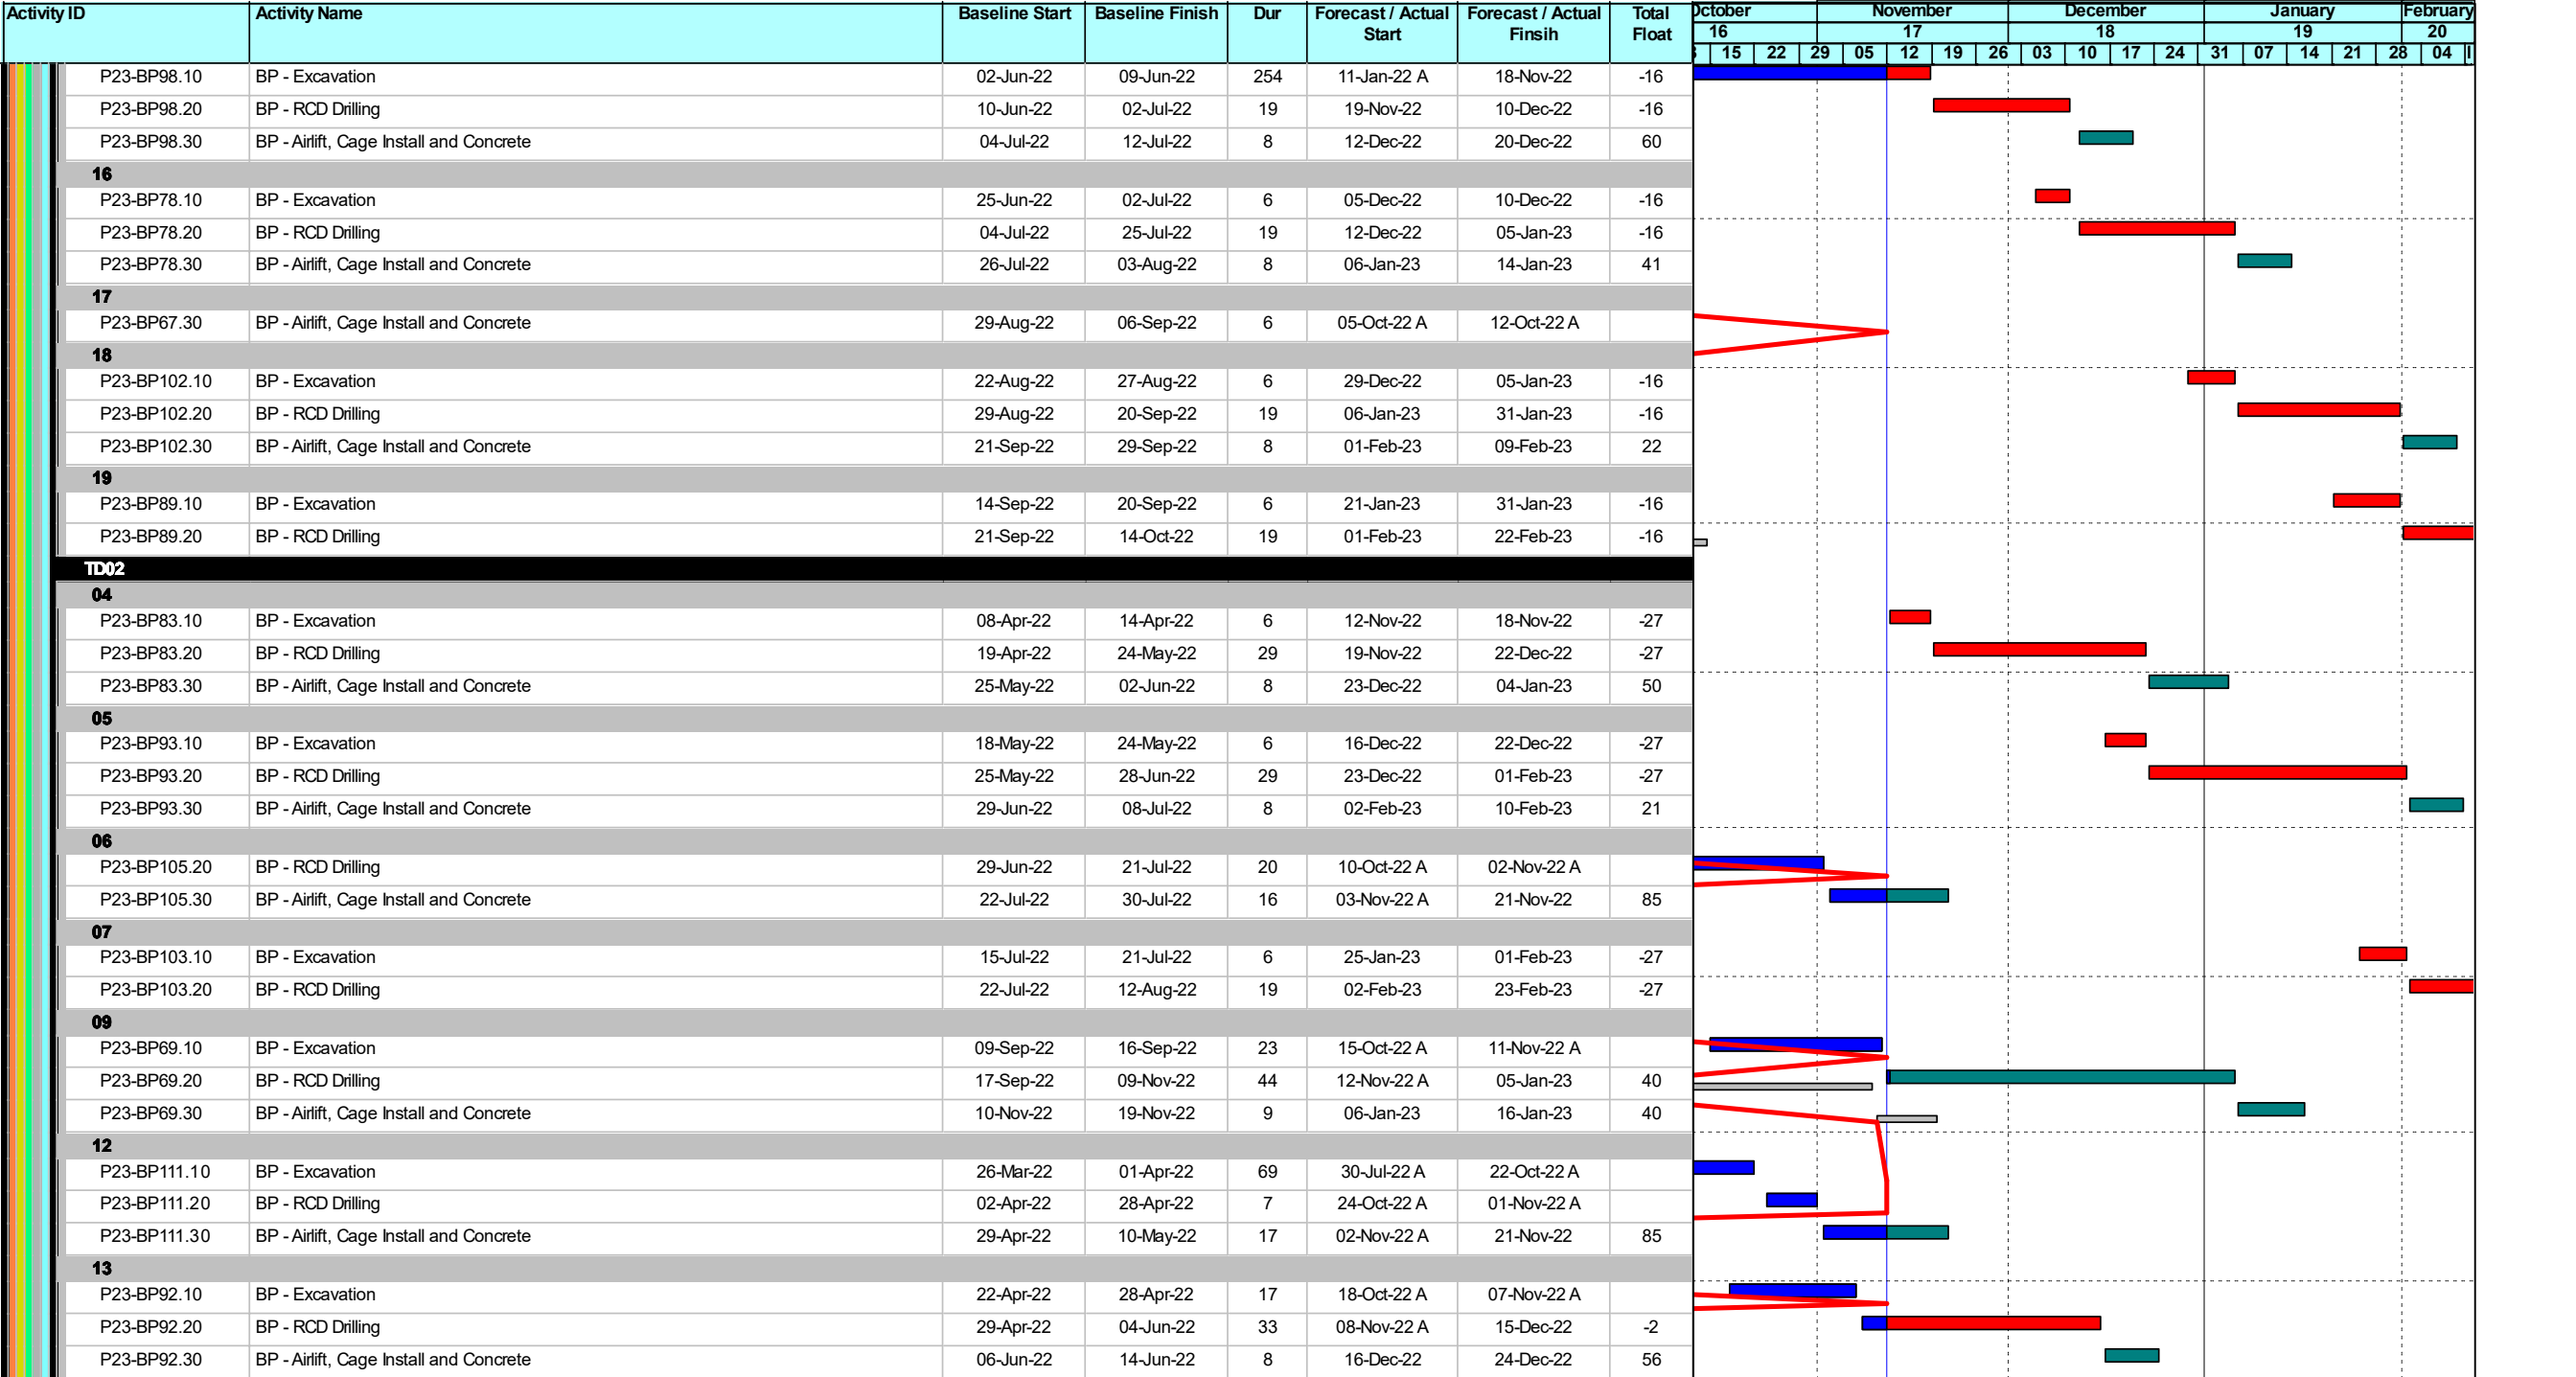 Activity ID Activity Name Baseline Start Baseline Finish Dur Forecast / Actual Start Forecast / Actual Finsih Total Float October November December January February
16 17 18 19 20
15 22 29 05 12 19 26 03 10 17 24 31 07 14 21 28 04
P23-BP98.10 BP - Excavation 02-Jun-22 09-Jun-22 254 11-Jan-22 A 18-Nov-22 -16
P23-BP98.20 BP - RCD Drilling 10-Jun-22 02-Jul-22 19 19-Nov-22 10-Dec-22 -16
P23-BP98.30 BP - Airlift, Cage Install and Concrete 04-Jul-22 12-Jul-22 8 12-Dec-22 20-Dec-22 60
16
P23-BP78.10 BP - Excavation 25-Jun-22 02-Jul-22 6 05-Dec-22 10-Dec-22 -16
P23-BP78.20 BP - RCD Drilling 04-Jul-22 25-Jul-22 19 12-Dec-22 05-Jan-23 -16
P23-BP78.30 BP - Airlift, Cage Install and Concrete 26-Jul-22 03-Aug-22 8 06-Jan-23 14-Jan-23 41
17
P23-BP67.30 BP - Airlift, Cage Install and Concrete 29-Aug-22 06-Sep-22 6 05-Oct-22 A 12-Oct-22 A
18
P23-BP102.10 BP - Excavation 22-Aug-22 27-Aug-22 6 29-Dec-22 05-Jan-23 -16
P23-BP102.20 BP - RCD Drilling 29-Aug-22 20-Sep-22 19 06-Jan-23 31-Jan-23 -16
P23-BP102.30 BP - Airlift, Cage Install and Concrete 21-Sep-22 29-Sep-22 8 01-Feb-23 09-Feb-23 22
19
P23-BP89.10 BP - Excavation 14-Sep-22 20-Sep-22 6 21-Jan-23 31-Jan-23 -16
P23-BP89.20 BP - RCD Drilling 21-Sep-22 14-Oct-22 19 01-Feb-23 22-Feb-23 -16
TD02
04
P23-BP83.10 BP - Excavation 08-Apr-22 14-Apr-22 6 12-Nov-22 18-Nov-22 -27
P23-BP83.20 BP - RCD Drilling 19-Apr-22 24-May-22 29 19-Nov-22 22-Dec-22 -27
P23-BP83.30 BP - Airlift, Cage Install and Concrete 25-May-22 02-Jun-22 8 23-Dec-22 04-Jan-23 50
05
P23-BP93.10 BP - Excavation 18-May-22 24-May-22 6 16-Dec-22 22-Dec-22 -27
P23-BP93.20 BP - RCD Drilling 25-May-22 28-Jun-22 29 23-Dec-22 01-Feb-23 -27
P23-BP93.30 BP - Airlift, Cage Install and Concrete 29-Jun-22 08-Jul-22 8 02-Feb-23 10-Feb-23 21
06
P23-BP105.20 BP - RCD Drilling 29-Jun-22 21-Jul-22 20 10-Oct-22 A 02-Nov-22 A
P23-BP105.30 BP - Airlift, Cage Install and Concrete 22-Jul-22 30-Jul-22 16 03-Nov-22 A 21-Nov-22 85
07
P23-BP103.10 BP - Excavation 15-Jul-22 21-Jul-22 6 25-Jan-23 01-Feb-23 -27
P23-BP103.20 BP - RCD Drilling 22-Jul-22 12-Aug-22 19 02-Feb-23 23-Feb-23 -27
09
P23-BP69.10 BP - Excavation 09-Sep-22 16-Sep-22 23 15-Oct-22 A 11-Nov-22 A
P23-BP69.20 BP - RCD Drilling 17-Sep-22 09-Nov-22 44 12-Nov-22 A 05-Jan-23 40
P23-BP69.30 BP - Airlift, Cage Install and Concrete 10-Nov-22 19-Nov-22 9 06-Jan-23 16-Jan-23 40
12
P23-BP111.10 BP - Excavation 26-Mar-22 01-Apr-22 69 30-Jul-22 A 22-Oct-22 A
P23-BP111.20 BP - RCD Drilling 02-Apr-22 28-Apr-22 7 24-Oct-22 A 01-Nov-22 A
P23-BP111.30 BP - Airlift, Cage Install and Concrete 29-Apr-22 10-May-22 17 02-Nov-22 A 21-Nov-22 85
13
P23-BP92.10 BP - Excavation 22-Apr-22 28-Apr-22 17 18-Oct-22 A 07-Nov-22 A
P23-BP92.20 BP - RCD Drilling 29-Apr-22 04-Jun-22 33 08-Nov-22 A 15-Dec-22 -2
P23-BP92.30 BP - Airlift, Cage Install and Concrete 06-Jun-22 14-Jun-22 8 16-Dec-22 24-Dec-22 56